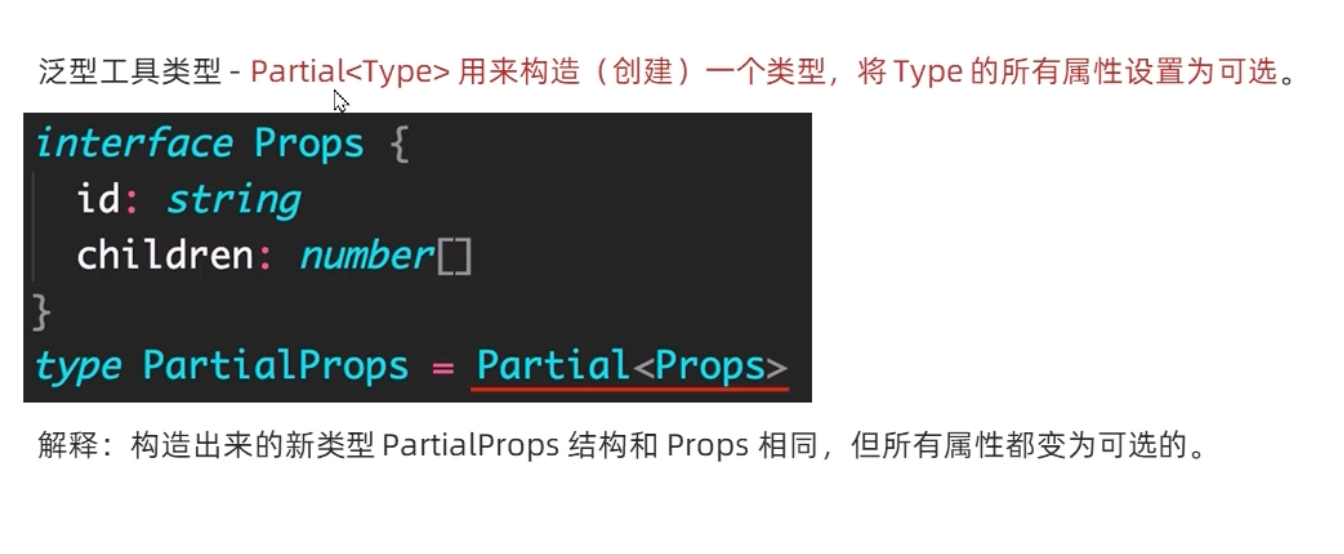 泛型工具类型 - Partial<Type> 用来构造（创建）一个类型，将 Type 的所有属性设置为可选。
interface Props {
  id: string
  children: number[]
}
type PartialProps = Partial<Props>
解释：构造出来的新类型 PartialProps 结构和 Props 相同，但所有属性都变为可选的。